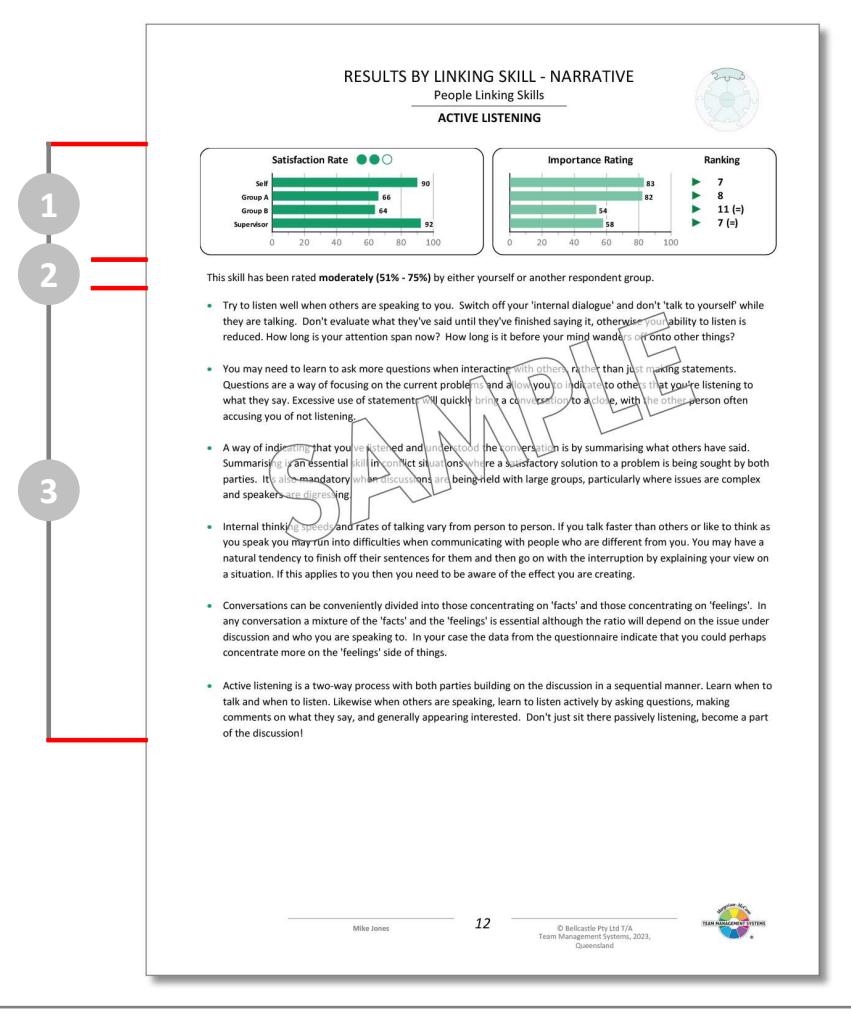 RESULTS BY LINKING SKILL - NARRATIVE
People Linking Skills
ACTIVE LISTENING
1
2
3
Satisfaction Rate
Self 90
Group A 66
Group B 64
Supervisor 92
0 20 40 60 80 100
Importance Rating Ranking
83 7
82 8
54 11 (=)
58 7 (=)
0 20 40 60 80 100
This skill has been rated moderately (51% - 75%) by either yourself or another respondent group.
• Try to listen well when others are speaking to you. Switch off your 'internal dialogue' and don't 'talk to yourself' while
they are talking. Don't evaluate what they've said until they've finished saying it, otherwise your ability to listen is
reduced. How long is your attention span now? How long is it before your mind wanders off onto other things?
• You may need to learn to ask more questions when interacting with others, rather than just making statements.
Questions are a way of focusing on the current problems and allow you to indicate to others that you're listening to
what they say. Excessive use of statements will quickly bring a conversation to a close, with the other person often
accusing you of not listening.
• A way of indicating that you've listened and understood the conversation is by summarising what others have said.
Summarising is an essential skill in conflict situations where a satisfactory solution to a problem is being sought by both
parties. It's also mandatory when discussions are being held with large groups, particularly where issues are complex
and speakers are digressing.
• Internal thinking speeds and rates of talking vary from person to person. If you talk faster than others or like to think as
you speak you may run into difficulties when communicating with people who are different from you. You may have a
natural tendency to finish off their sentences for them and then go on with the interruption by explaining your view on
a situation. If this applies to you then you need to be aware of the effect you are creating.
• Conversations can be conveniently divided into those concentrating on 'facts' and those concentrating on 'feelings'. In
any conversation a mixture of the 'facts' and the 'feelings' is essential although the ratio will depend on the issue under
discussion and who you are speaking to. In your case the data from the questionnaire indicate that you could perhaps
concentrate more on the 'feelings' side of things.
• Active listening is a two-way process with both parties building on the discussion in a sequential manner. Learn when to
talk and when to listen. Likewise when others are speaking, learn to listen actively by asking questions, making
comments on what they say, and generally appearing interested. Don't just sit there passively listening, become a part
of the discussion!
SAMPLE
Mike Jones
12
© Bellcastle Pty Ltd T/A
Team Management Systems, 2023,
Queensland
Margerison-McCann
TEAM MANAGEMENT SYSTEMS
®